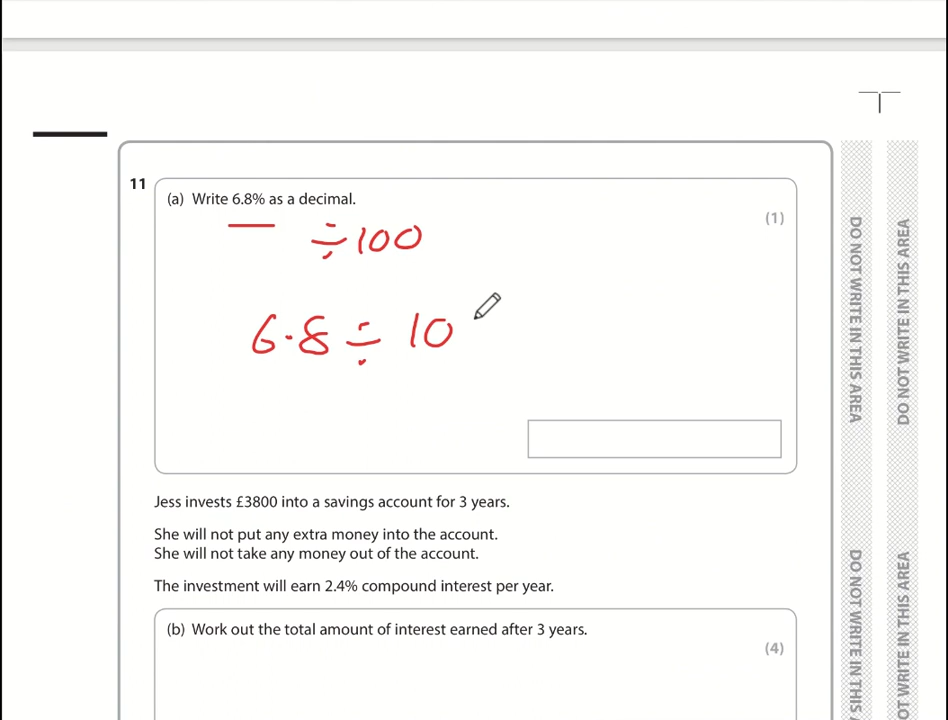 11
(a) Write 6.8% as a decimal.
(1)
÷100
6.8 ÷ 10
Jess invests £3800 into a savings account for 3 years.
She will not put any extra money into the account.
She will not take any money out of the account.
The investment will earn 2.4% compound interest per year.
(b) Work out the total amount of interest earned after 3 years.
(4)
DO NOT WRITE IN THIS AREA
DO NOT WRITE IN THIS AREA
DO NOT WRITE IN THIS
OT WRITE IN THIS AREA